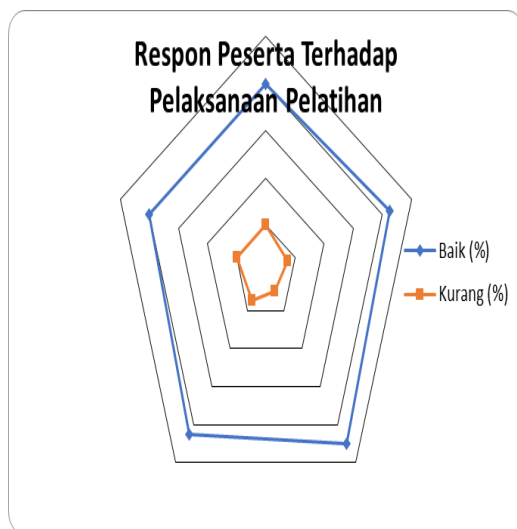 Respon Peserta Terhadap
Pelaksanaan Pelatihan
Baik (%)
Kurang (%)